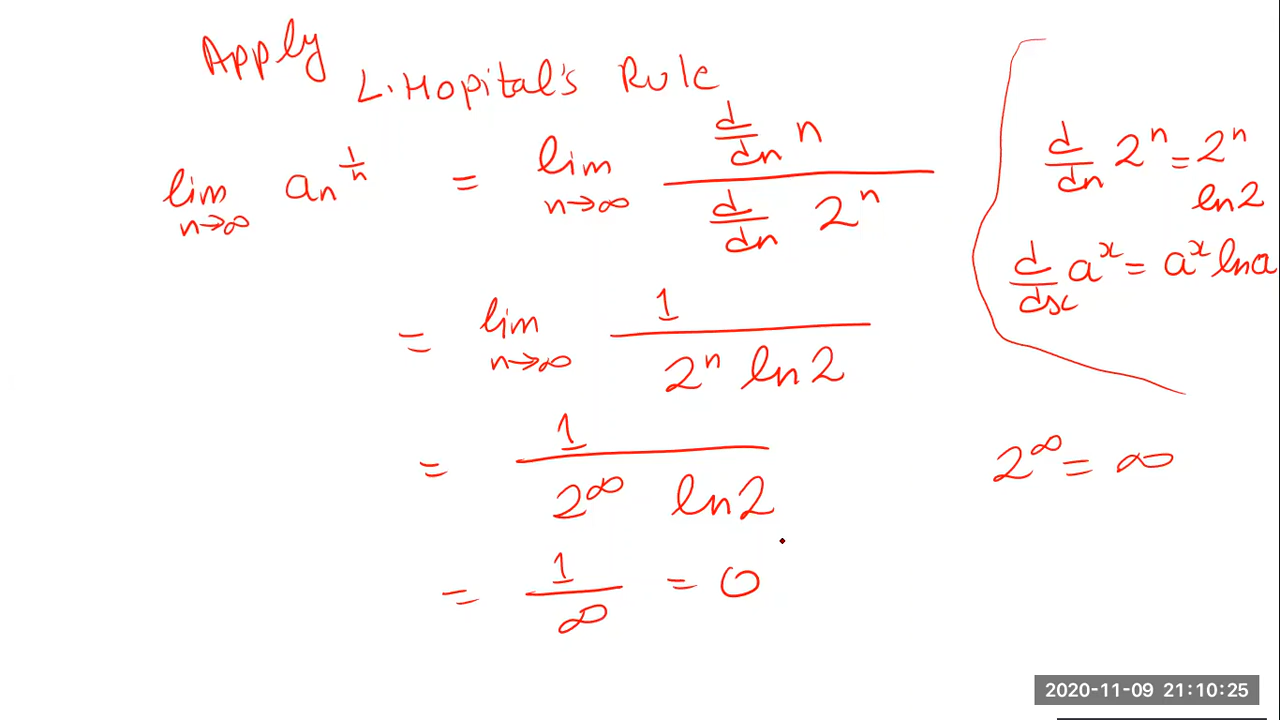 Apply
L.Hopital's Rule
lim n→∞ an^1/n = lim n→∞ d/dn n / d/dn 2^n
= lim n→∞ 1 / 2^n ln2
= 1 / 2^∞ ln2
= 1/∞ = 0
d/dn 2^n = 2^n
ln2
d/dx a^x = a^x lna
2^∞ = ∞
2020-11-09 21:10:25